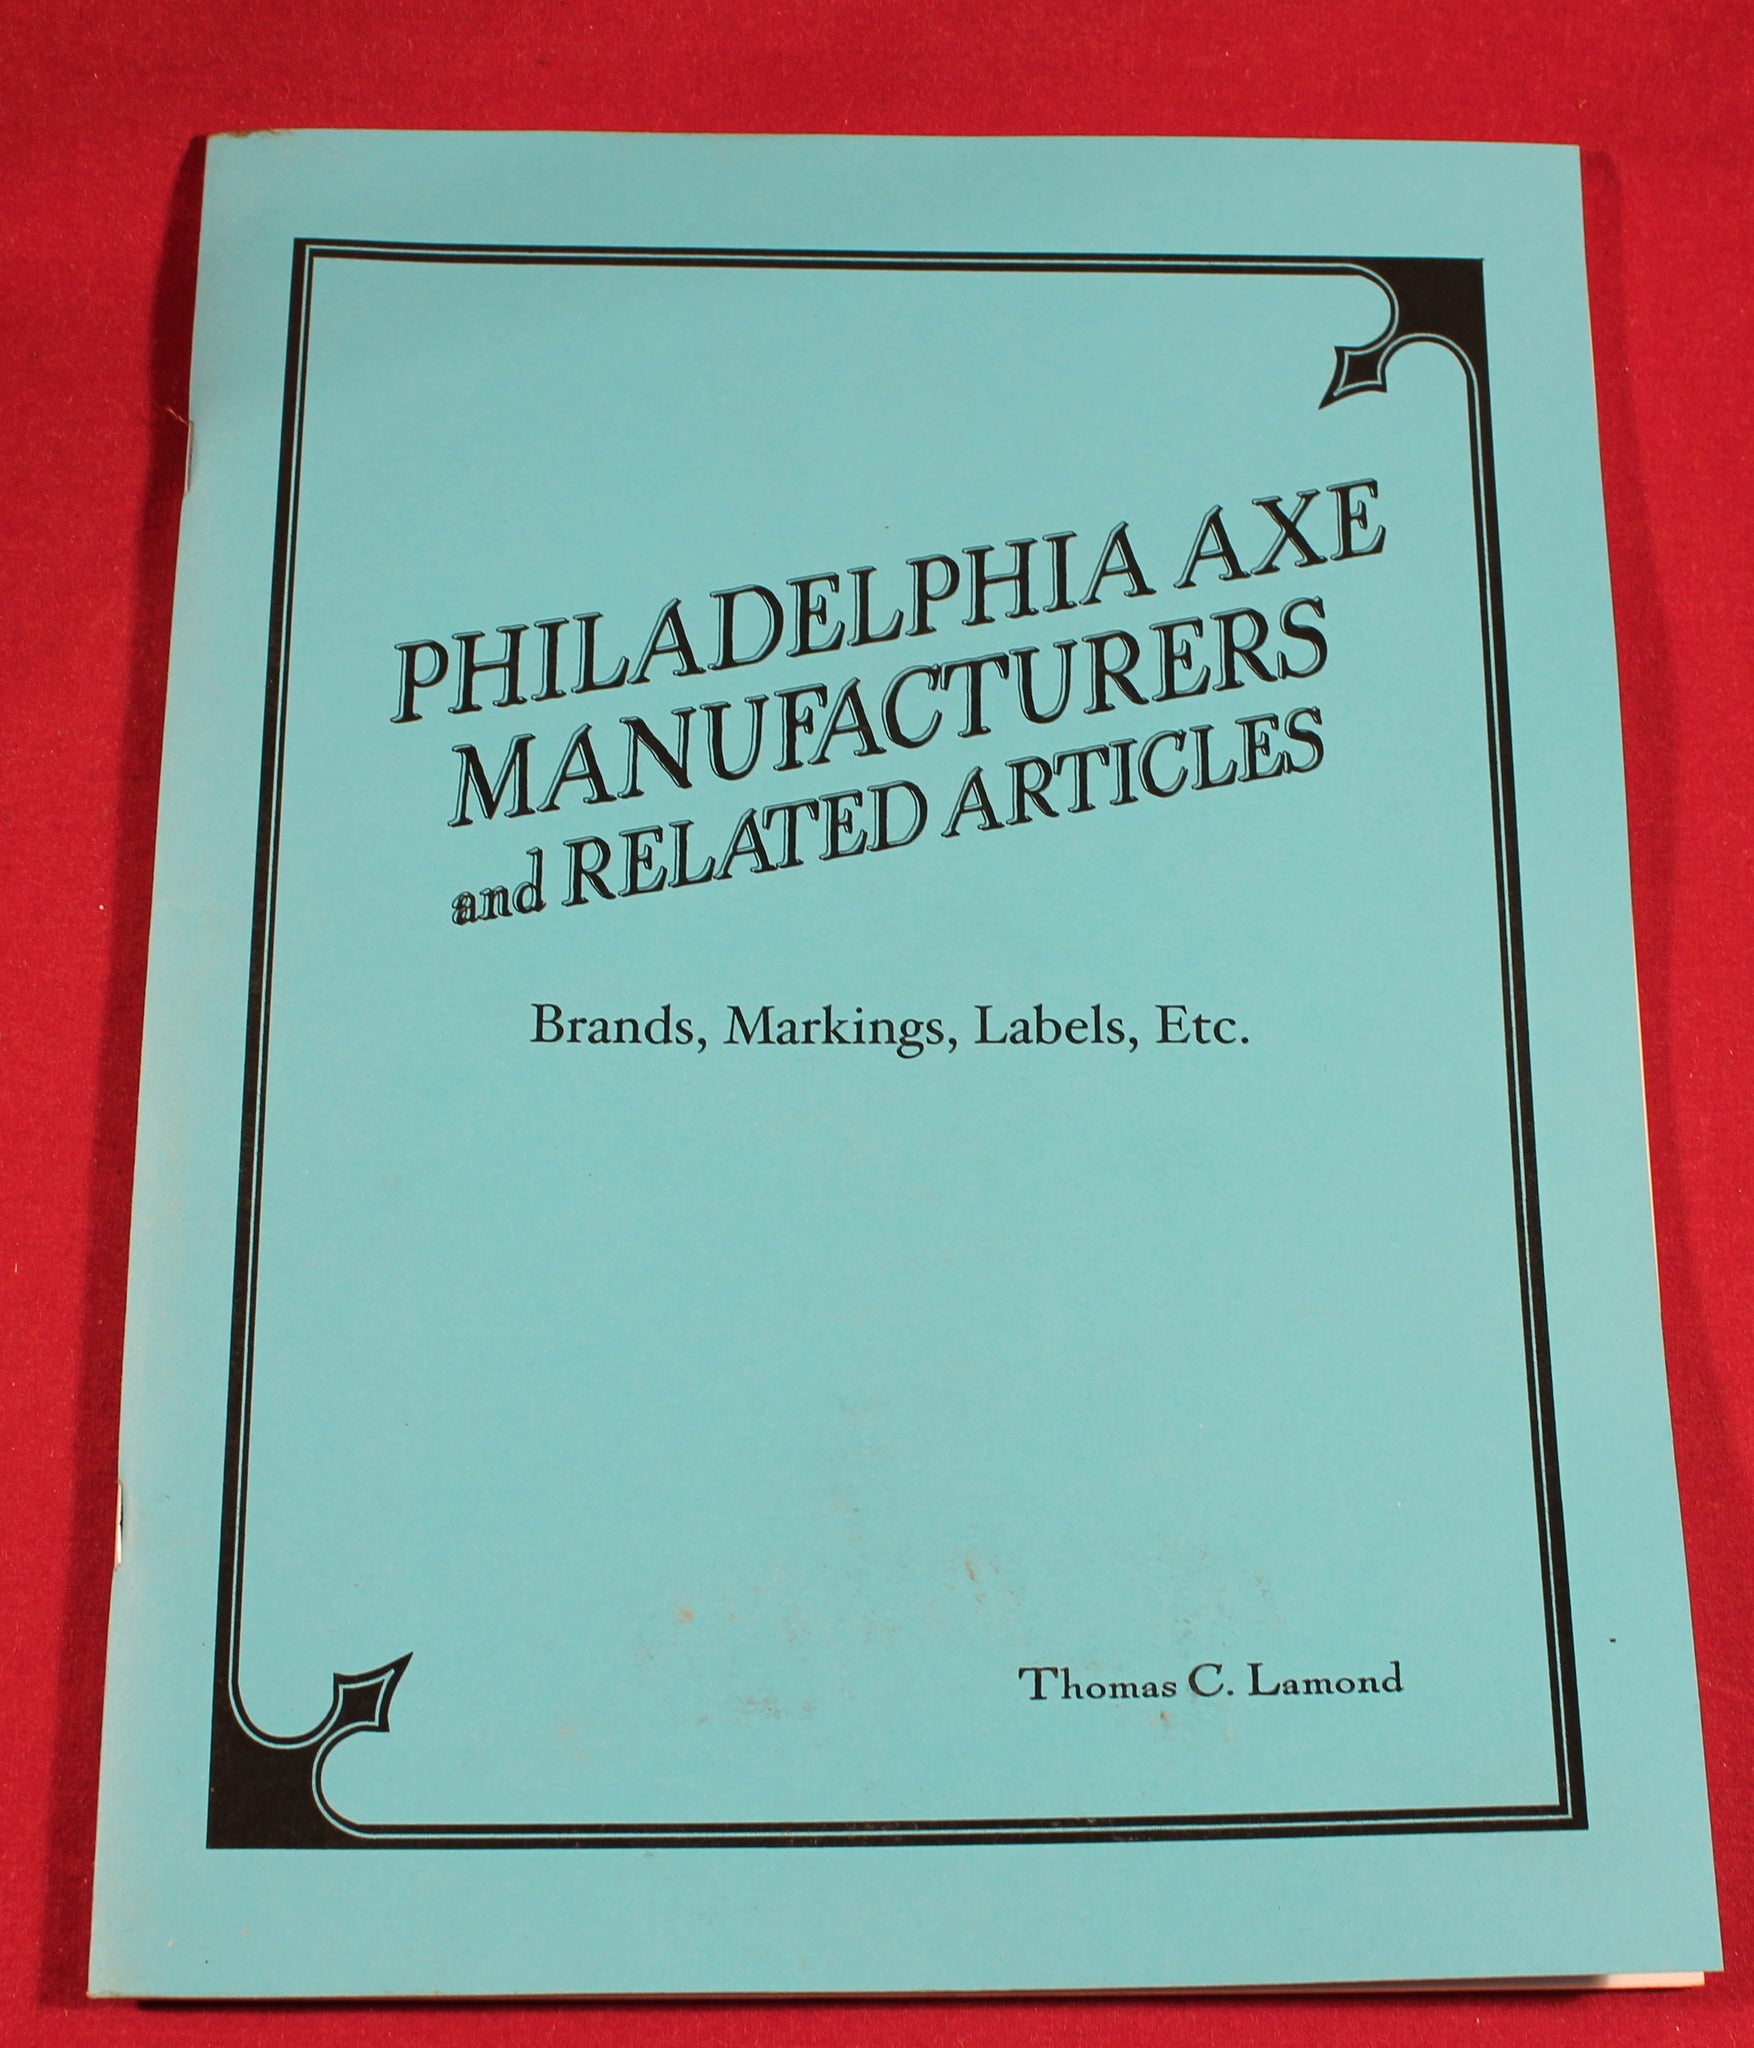 PHILADELPHIA AXE
MANUFACTURERS
and RELATED ARTICLES
Brands, Markings, Labels, Etc.
Thomas C. Lamond